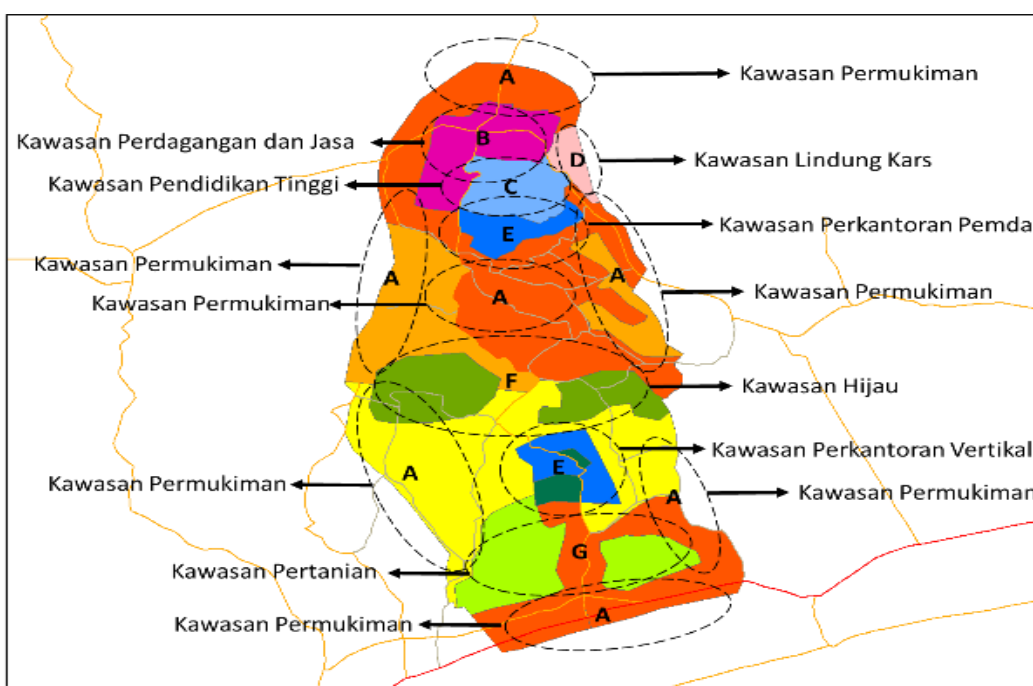 A
Kawasan Permukiman
Kawasan Perdagangan dan Jasa
B
D
Kawasan Lindung Kars
Kawasan Pendidikan Tinggi
C
E
Kawasan Perkantoran Pemda
Kawasan Permukiman
A
A
Kawasan Permukiman
A
Kawasan Permukiman
F
Kawasan Hijau
Kawasan Perkantoran Vertikal
Kawasan Permukiman
A
E
A
Kawasan Permukiman
G
Kawasan Pertanian
Kawasan Permukiman
A